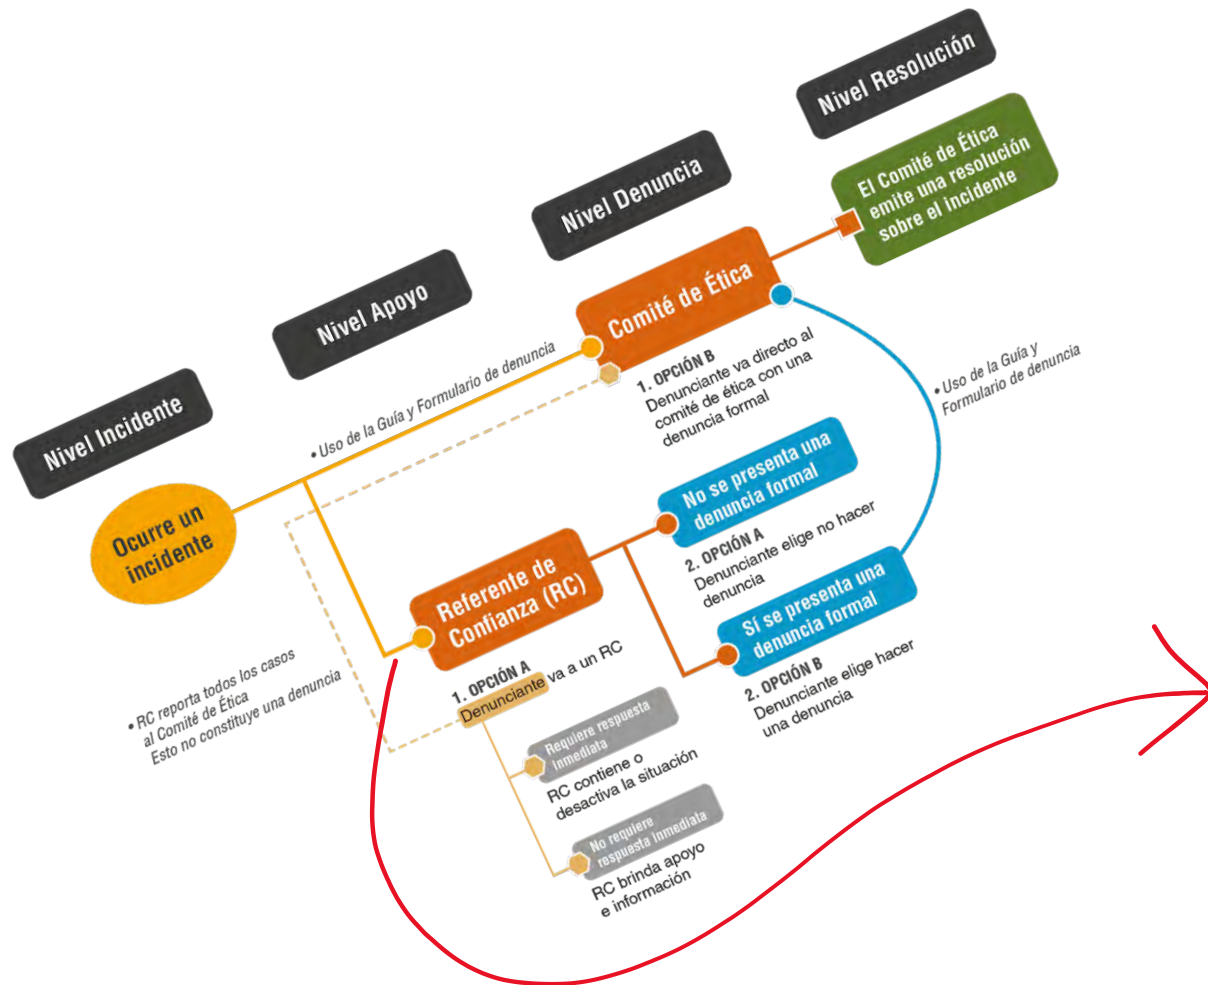 Nivel Incidente
Nivel Apoyo
Nivel Denuncia
Nivel Resolución
Ocurre un
incidente
• Uso de la Guía y Formulario de denuncia
Comité de Ética
El Comité de Ética
emite una resolución
sobre el incidente
1. OPCIÓN B
Denunciante va directo al
comité de ética con una
denuncia formal
• Uso de la Guía y
Formulario de denuncia
Referente de
Confianza (RC)
No se presenta una
denuncia formal
2. OPCIÓN A
Denunciante elige no hacer
denuncia
Sí se presenta una
denuncia formal
2. OPCIÓN B
Denunciante elige hacer
una denuncia
1. OPCIÓN A
Denunciante va a un RC
• RC reporta todos los casos
al Comité de Ética
Esto no constituye una denuncia
Requiere respuesta
inmediata
RC contiene o
desactiva la situación
No requiere
respuesta inmediata
RC brinda apoyo
e información